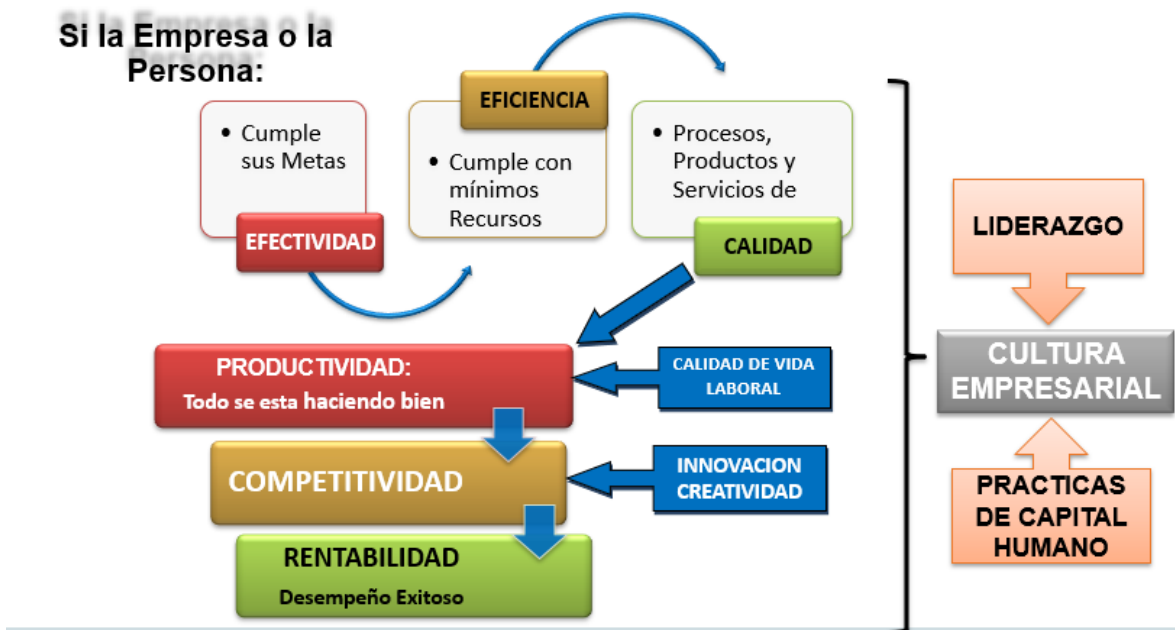 Si la Empresa o la
Persona:
• Cumple
sus Metas
EFECTIVIDAD
EFICIENCIA
• Cumple con
mínimos
Recursos
• Procesos,
Productos y
Servicios de
CALIDAD
PRODUCTIVIDAD:
Todo se esta haciendo bien
CALIDAD DE VIDA
LABORAL
COMPETITIVIDAD
INNOVACION
CREATIVIDAD
RENTABILIDAD
Desempeño Exitoso
LIDERAZGO
CULTURA
EMPRESARIAL
PRACTICAS
DE CAPITAL
HUMANO